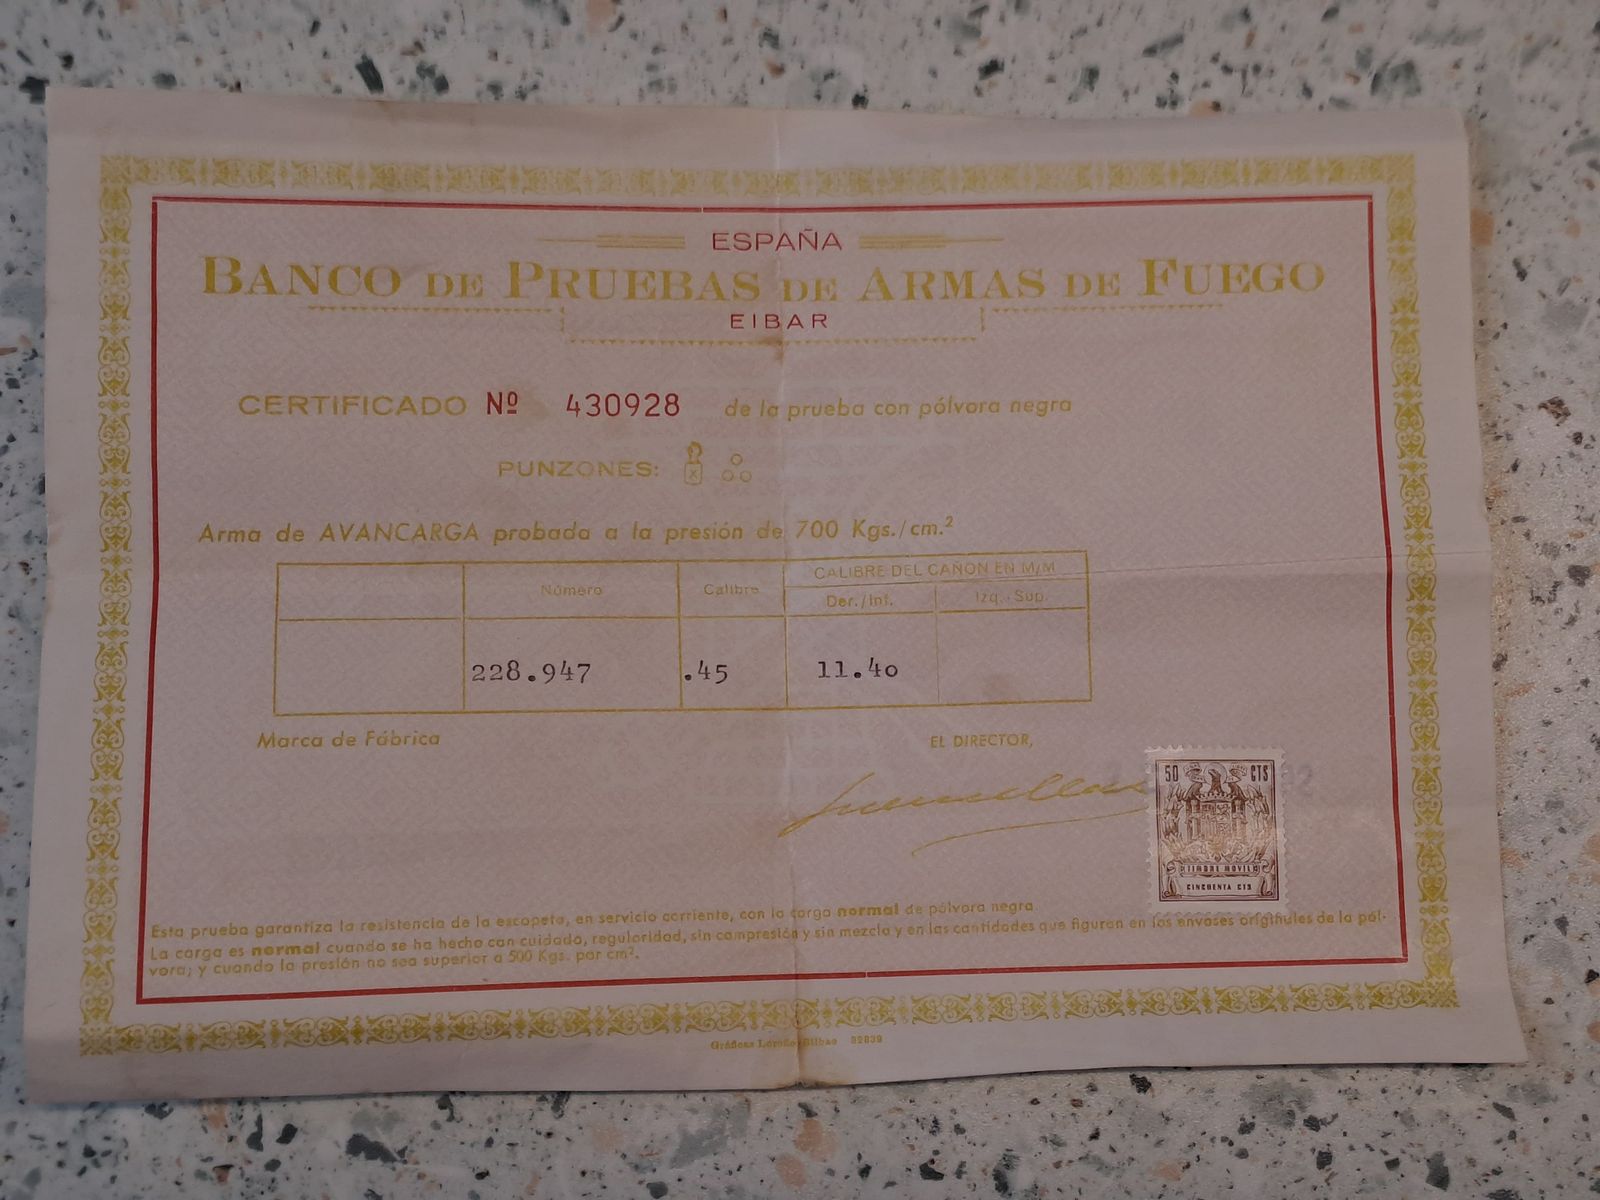 ESPAÑA
BANCO DE PRUEBAS DE ARMAS DE FUEGO
EIBAR
CERTIFICADO Nº 430928 de la prueba con pólvora negra
PUNZONES: X
Arma de AVANCARGA probada a la presión de 700 Kgs./cm.²
Número Calibre CALIBRE DEL CAÑON EN M/M
Der./Inf. Izq.-Sup.
228.947 .45 11.40
Marca de Fábrica EL DIRECTOR,
50 CTS
TIMBRE MOVIL
CINCUENTA CTS
Esta prueba garantiza la resistencia de la escopeta, en servicio corriente, con la carga normal de pólvora negra
La carga es normal cuando se ha hecho con cuidado, regularidad, sin compresión y sin mezcla y en las cantidades que figuran en los envases originales de la pól-
vora; y cuando la presión no sea superior a 500 Kgs. por cm².
Gráficas Bilbao 82839